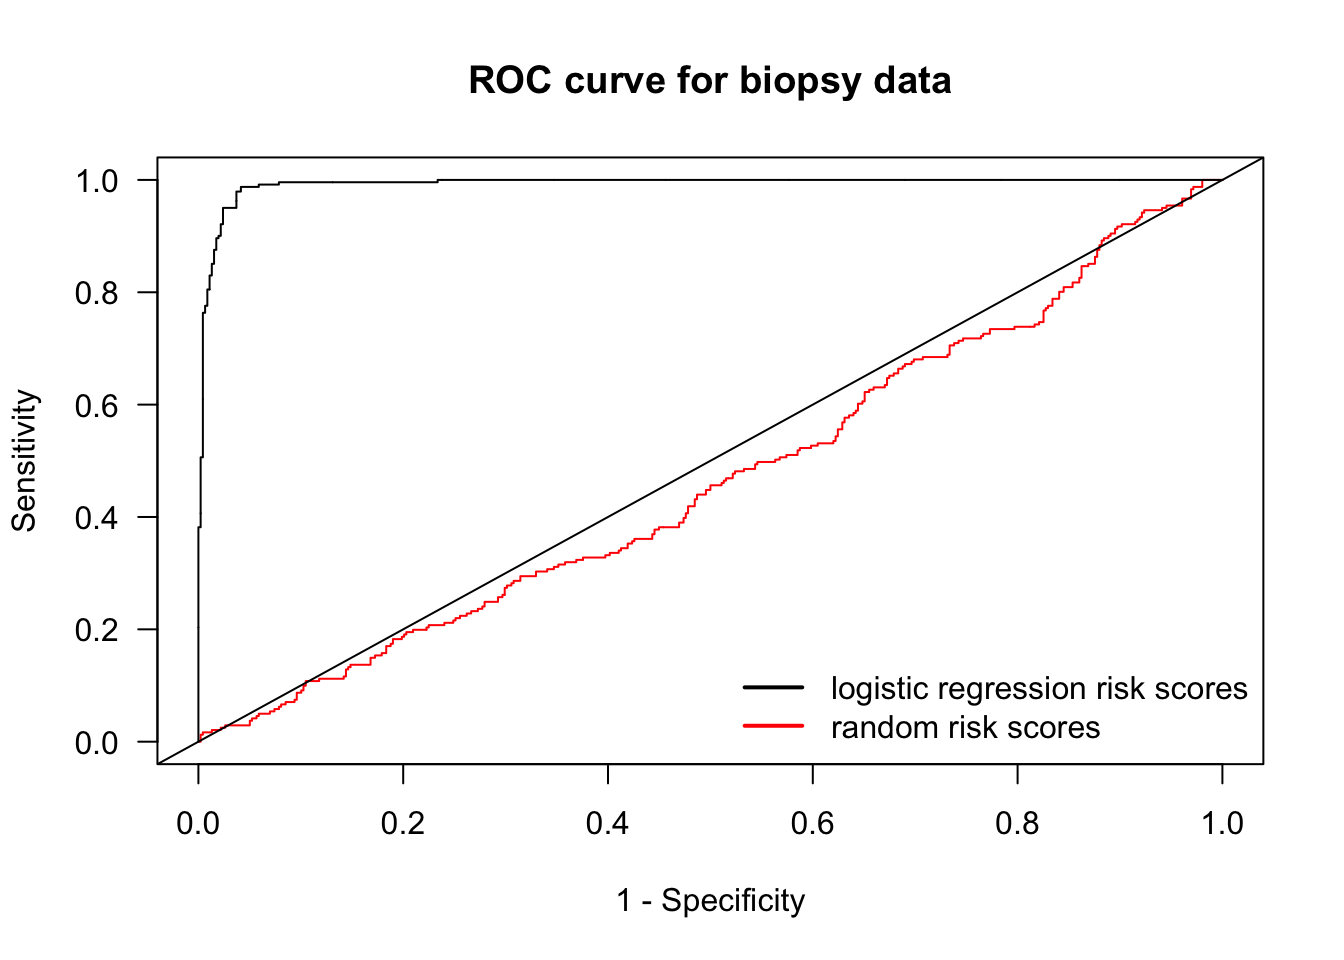 ROC curve for biopsy data
1.0
0.8
0.6
0.4
0.2
0.0
Sensitivity
logistic regression risk scores
random risk scores
0.0 0.2 0.4 0.6 0.8 1.0
1 - Specificity